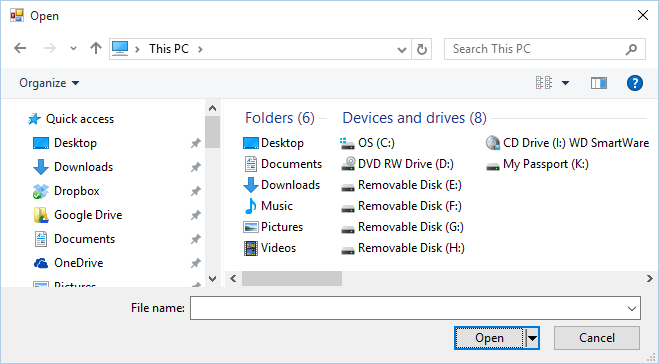 Open
This PC
Search This PC
Organize
?
Quick access
Desktop
Downloads
Dropbox
Google Drive
Documents
OneDrive
Pictures
Folders (6)
Desktop
Documents
Downloads
Music
Pictures
Videos
Devices and drives (8)
OS (C:)
DVD RW Drive (D:)
Removable Disk (E:)
Removable Disk (F:)
Removable Disk (G:)
Removable Disk (H:)
CD Drive (I:) WD SmartWare
My Passport (K:)
File name:
Open
Cancel